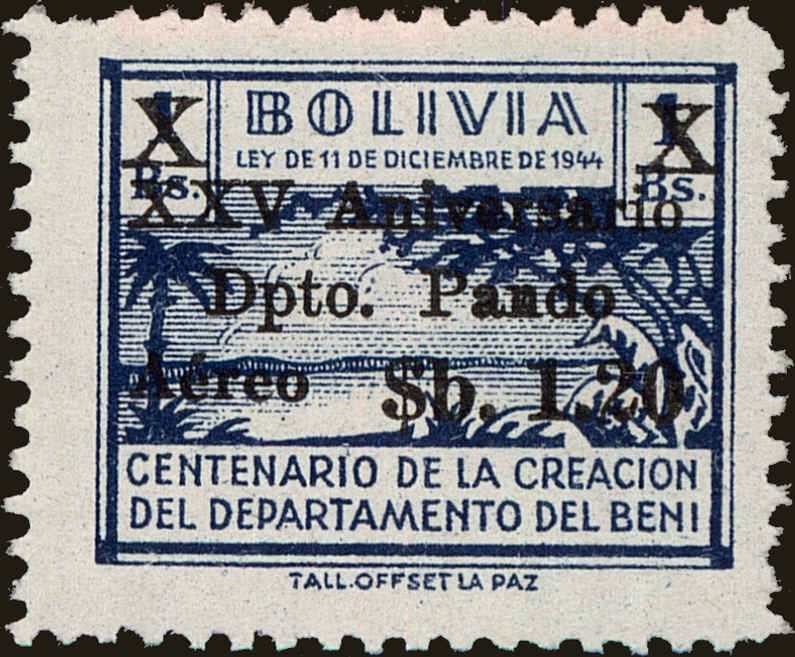 1 BOLIVIA 1
X X
LEY DE 11 DE DICIEMBRE DE 1944
Bs. Bs.
XXV Aniversario
Dpto. Pando
Aéreo $b. 1.20
CENTENARIO DE LA CREACION
DEL DEPARTAMENTO DEL BENI
TALL. OFFSET LA PAZ